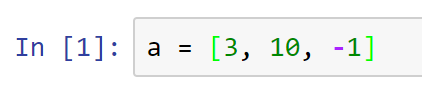 In [1]: a = [3, 10, -1]